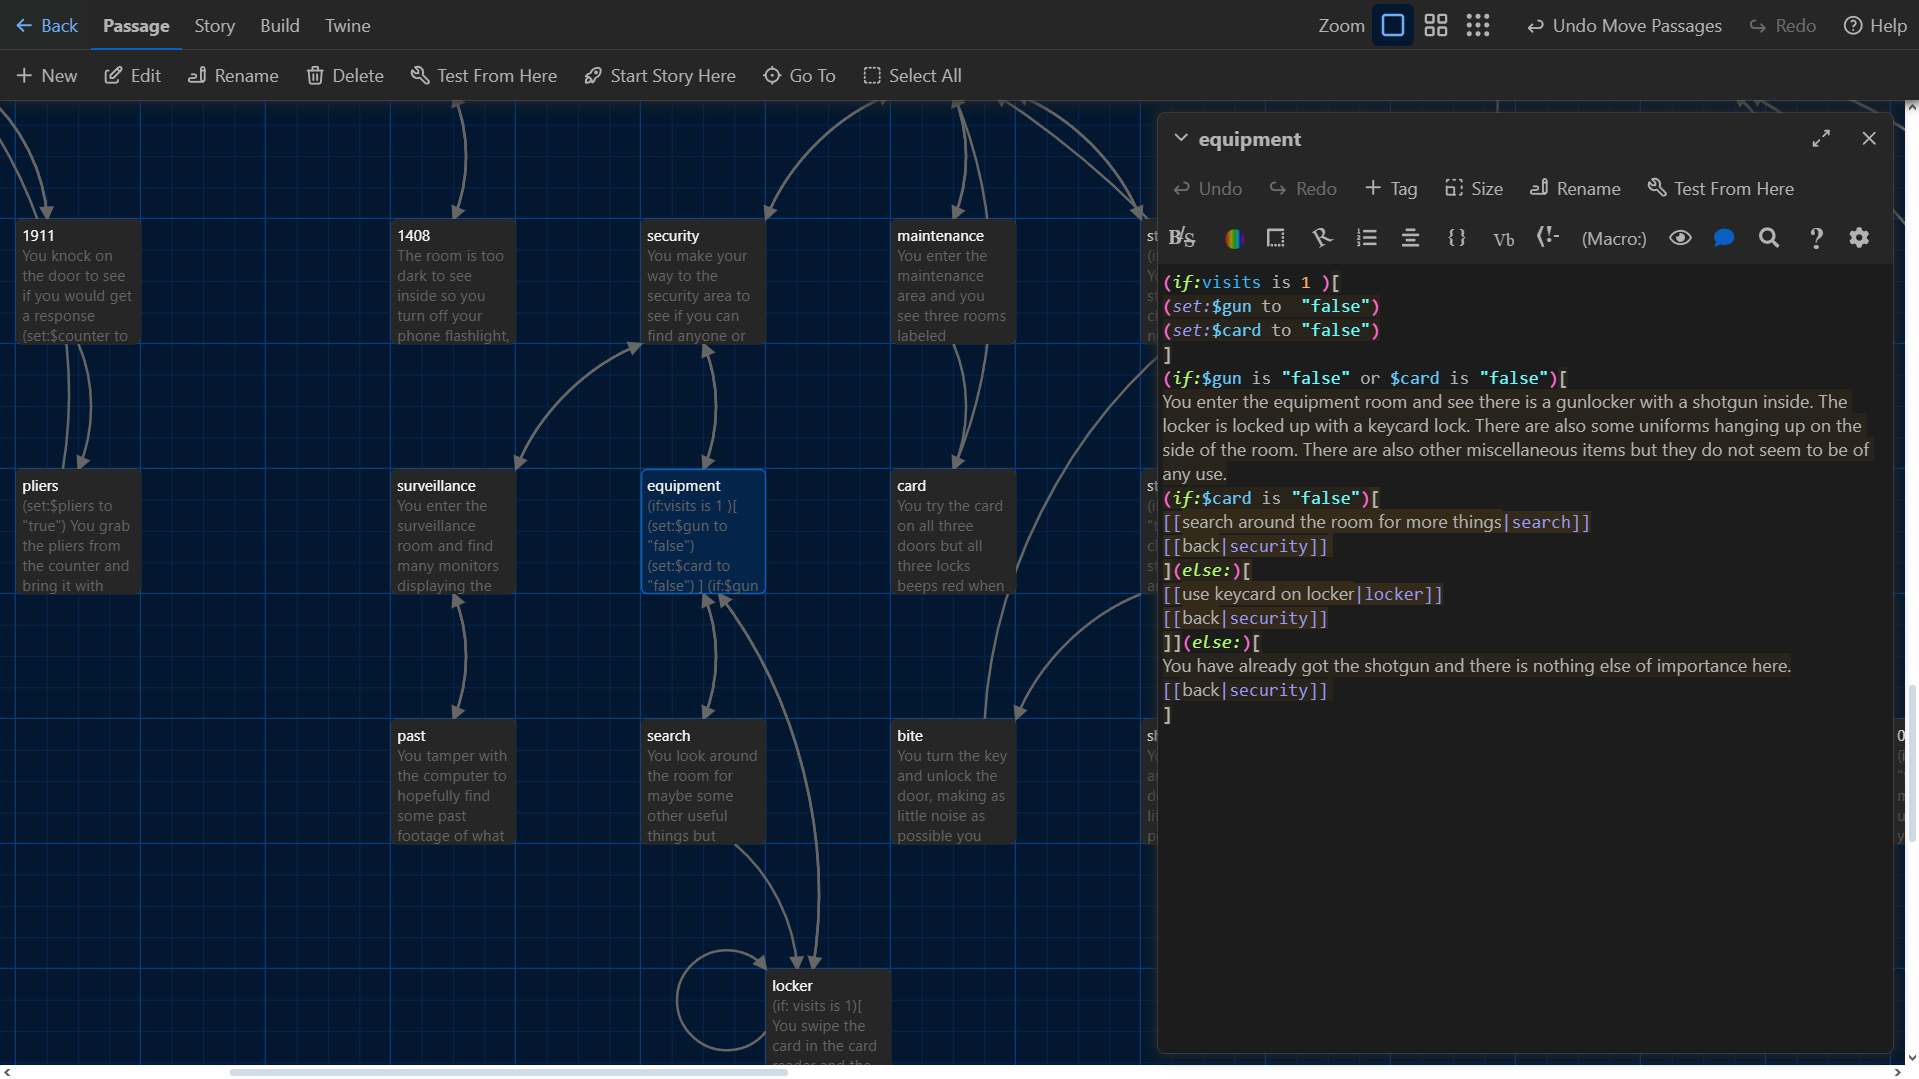 Back
Passage
Story
Build
Twine
Zoom
Undo Move Passages
Redo
Help
New
Edit
Rename
Delete
Test From Here
Start Story Here
Go To
Select All
1911
You knock on
the door to see
if you would get
a response
(set:$counter to
1408
The room is too
dark to see
inside so you
turn off your
phone flashlight,
security
You make your
way to the
security area to
see if you can
find anyone or
maintenance
You enter the
maintenance
area and you
see three rooms
labeled
pliers
(set:$pliers to
"true") You grab
the pliers from
the counter and
bring it with
surveillance
You enter the
surveillance
room and find
many monitors
displaying the
equipment
(if:visits is 1 )[
(set:$gun to
"false")
(set:$card to
"false") ] (if:$gun
card
You try the card
on all three
doors but all
three locks
beeps red when
past
You tamper with
the computer to
hopefully find
some past
footage of what
search
You look around
the room for
maybe some
other useful
things but
bite
You turn the key
and unlock the
door, making as
little noise as
possible you
locker
(if: visits is 1)[
You swipe the
card in the card
reader and the
equipment
Undo
Redo
Tag
Size
Rename
Test From Here
(Macro:)
(if:visits is 1 )[
(set:$gun to  "false")
(set:$card to "false")
]
(if:$gun is "false" or $card is "false")[
You enter the equipment room and see there is a gunlocker with a shotgun inside. The
locker is locked up with a keycard lock. There are also some uniforms hanging up on the
side of the room. There are also other miscellaneous items but they do not seem to be of
any use.
(if:$card is "false")[
[[search around the room for more things|search]]
[[back|security]]
](else:)[
[[use keycard on locker|locker]]
[[back|security]]
]](else:)[
You have already got the shotgun and there is nothing else of importance here.
[[back|security]]
]